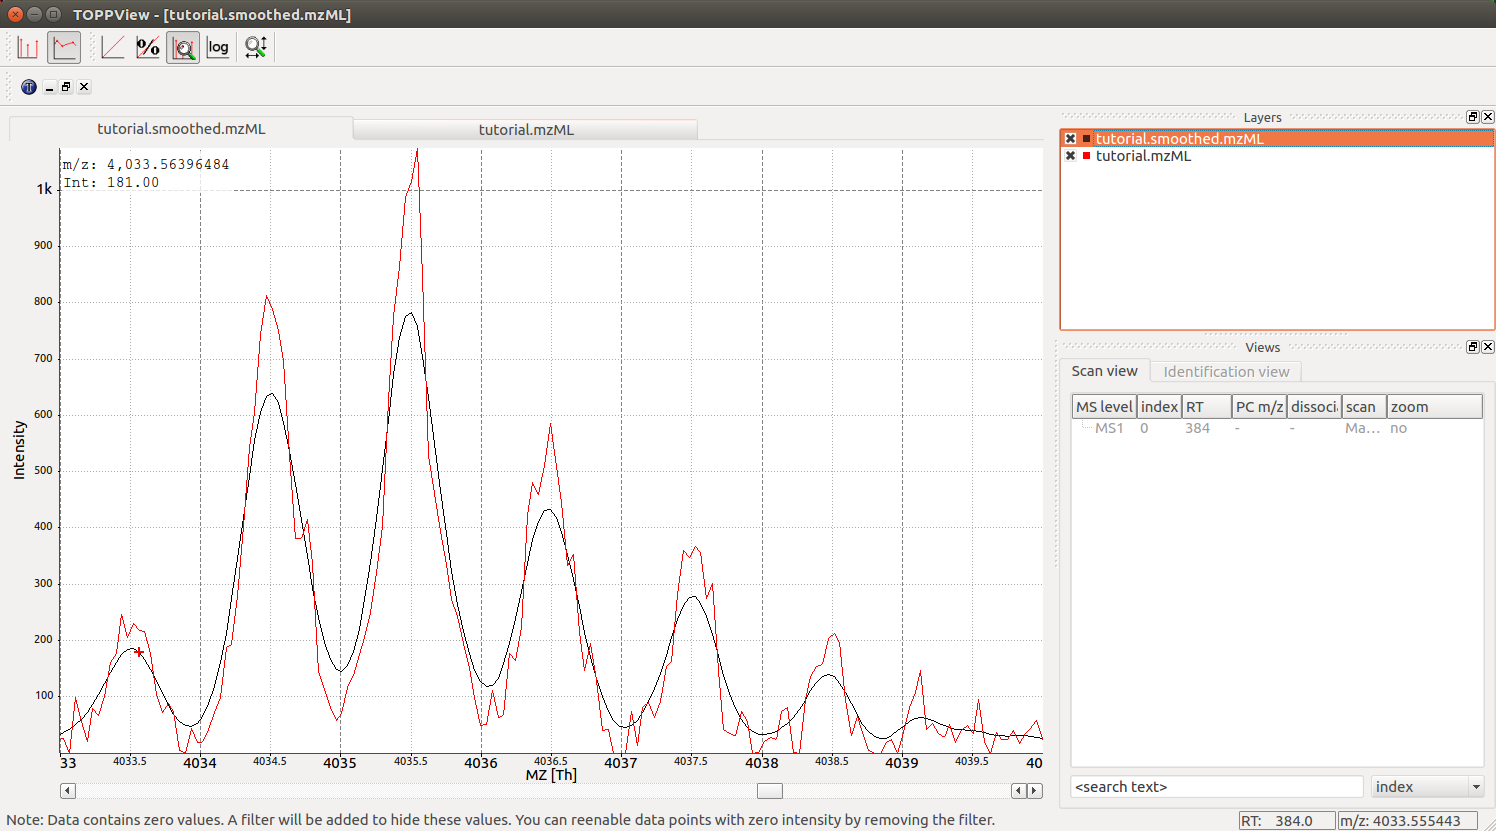 TOPPView - [tutorial.smoothed.mzML]
% log
tutorial.smoothed.mzML tutorial.mzML
m/z: 4,033.56396484
Int: 181.00
1k
900
800
700
600
500
400
300
200
100
Intensity
33 4033.5 4034 4034.5 4035 4035.5 4036 4036.5 4037 4037.5 4038 4038.5 4039 4039.5 40
MZ [Th]
Layers
tutorial.smoothed.mzML
tutorial.mzML
Views
Scan view Identification view
MS level index RT PC m/z dissoci scan zoom
MS1 0 384 - - Ma... no
<search text> index
Note: Data contains zero values. A filter will be added to hide these values. You can reenable data points with zero intensity by removing the filter.
RT: 384.0 m/z: 4033.555443